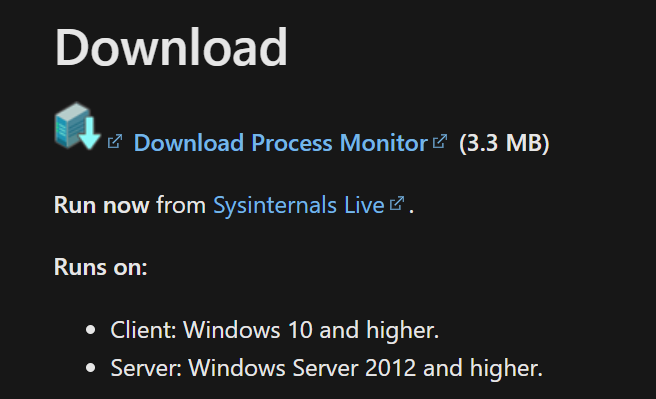 Download
Download Process Monitor (3.3 MB)
Run now from Sysinternals Live.
Runs on:
• Client: Windows 10 and higher.
• Server: Windows Server 2012 and higher.